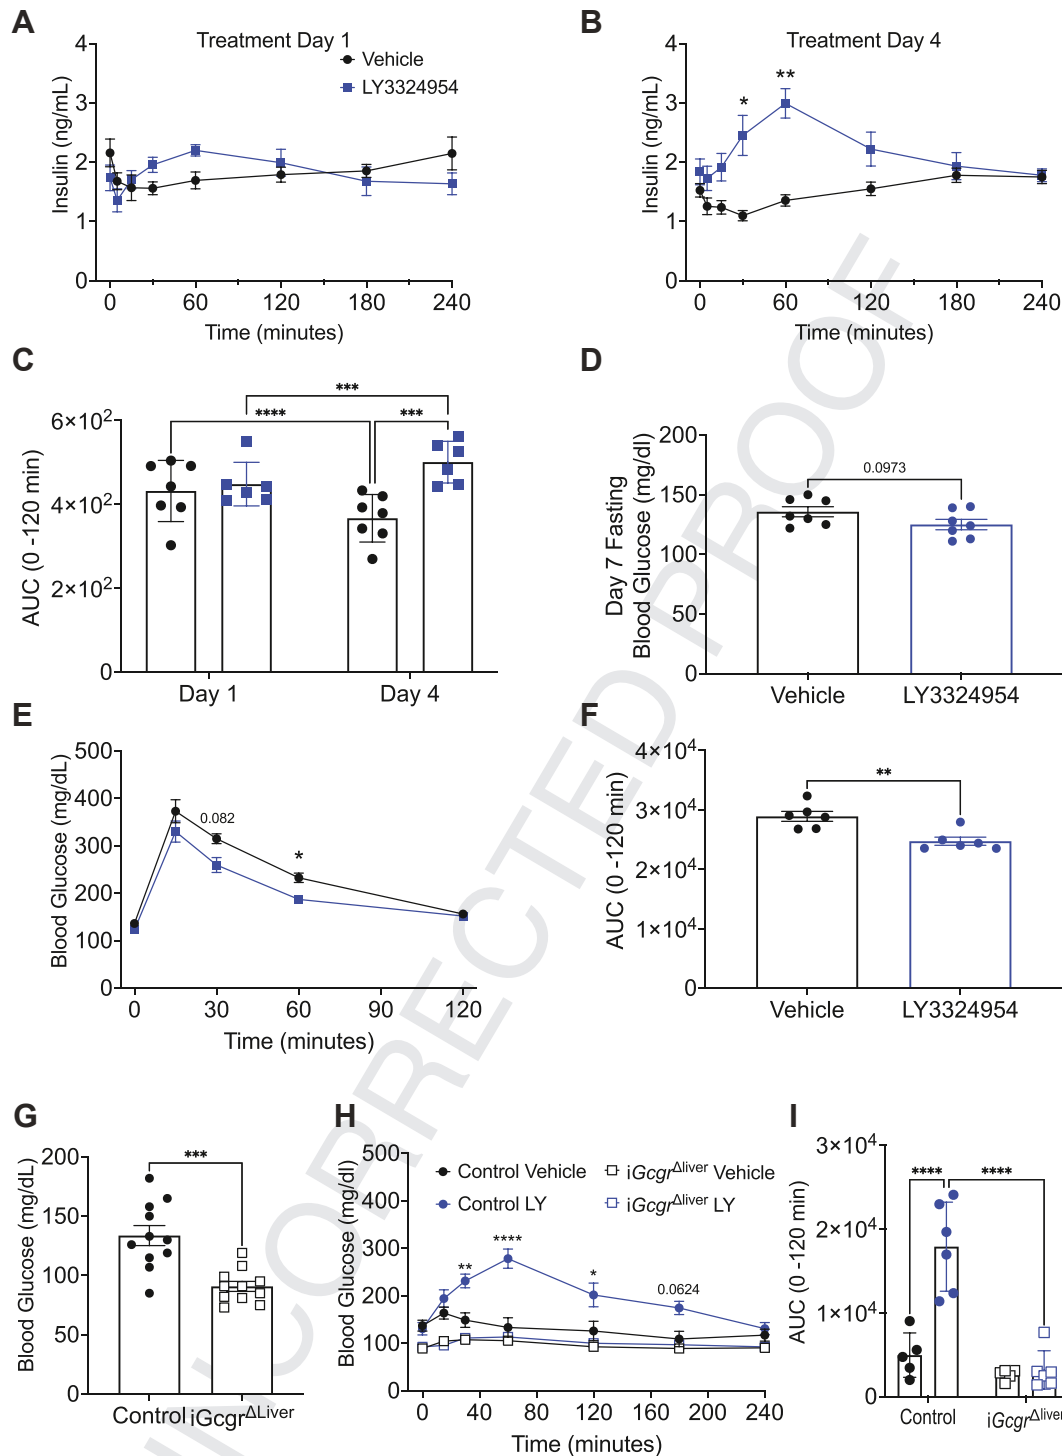 A
Treatment Day 1
Vehicle
LY3324954
Insulin (ng/mL)
4
3
2
1
0
0 60 120 180 240
Time (minutes)
B
Treatment Day 4
* **
Insulin (ng/mL)
4
3
2
1
0
0 60 120 180 240
Time (minutes)
C
***
**** ***
AUC (0 -120 min)
6×10²
4×10²
2×10²
0
Day 1 Day 4
D
Day 7 Fasting
Blood Glucose (mg/dl)
200
150
100
50
0
0.0973
Vehicle LY3324954
E
Blood Glucose (mg/dL)
500
400
300
200
100
0
0.082
*
0 30 60 90 120
Time (minutes)
F
AUC (0 -120 min)
4×10⁴
3×10⁴
2×10⁴
1×10⁴
0
**
Vehicle LY3324954
G
Blood Glucose (mg/dL)
200
150
100
50
0
***
Control iGcgrΔLiver
H
Blood Glucose (mg/dl)
500
400
300
200
100
0
Control Vehicle iGcgrΔliver Vehicle
Control LY iGcgrΔliver LY
** **** * 0.0624
0 40 80 120 160 200 240
Time (minutes)
I
AUC (0 -120 min)
3×10⁴
2×10⁴
1×10⁴
0
**** ****
Control iGcgrΔliver
UNCORRECTED PROOF